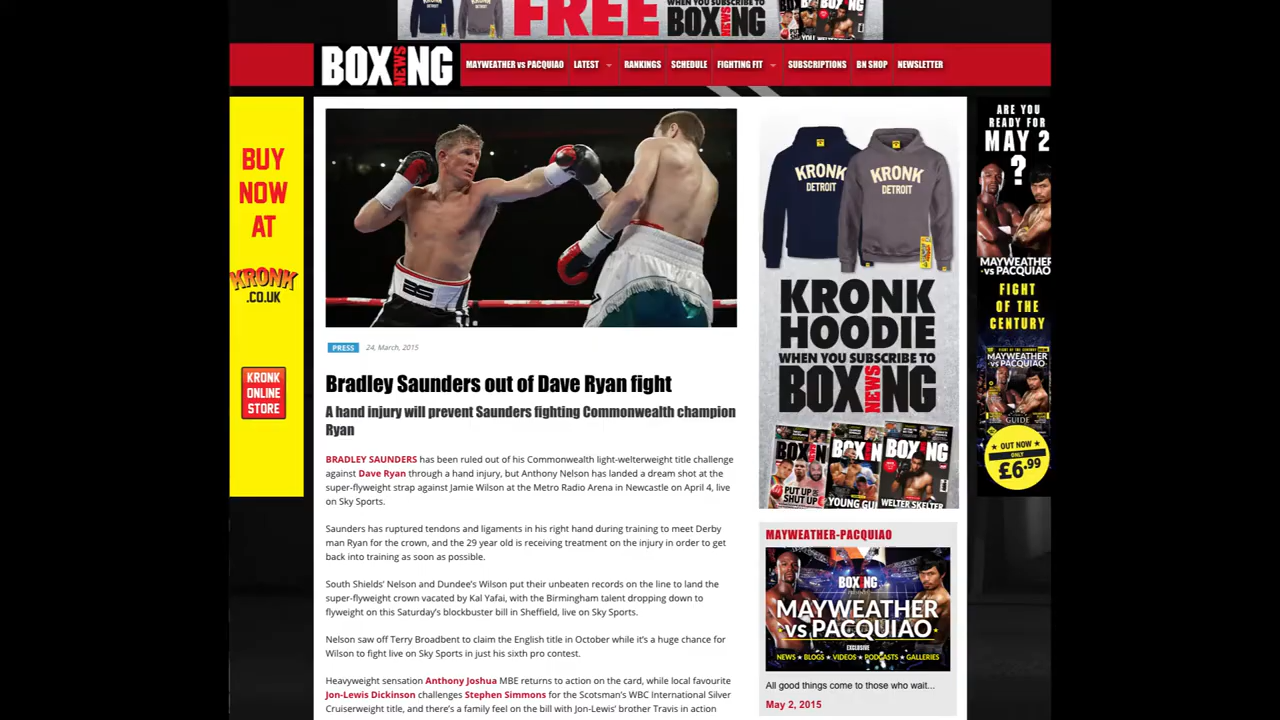 FREE
WHEN YOU SUBSCRIBE TO
BOXING
NEWS
BOXING
NEWS
MAYWEATHER vs PACQUIAO
LATEST
RANKINGS
SCHEDULE
FIGHTING FIT
SUBSCRIPTIONS
BN SHOP
NEWSLETTER
BUY
NOW
AT
KRONK
.CO.UK
KRONK
ONLINE
STORE
BS
PRESS 24, March, 2015
Bradley Saunders out of Dave Ryan fight
A hand injury will prevent Saunders fighting Commonwealth champion
Ryan
BRADLEY SAUNDERS has been ruled out of his Commonwealth light-welterweight title challenge
against Dave Ryan through a hand injury, but Anthony Nelson has landed a dream shot at the
super-flyweight strap against Jamie Wilson at the Metro Radio Arena in Newcastle on April 4, live
on Sky Sports.
Saunders has ruptured tendons and ligaments in his right hand during training to meet Derby
man Ryan for the crown, and the 29 year old is receiving treatment on the injury in order to get
back into training as soon as possible.
South Shields’ Nelson and Dundee’s Wilson put their unbeaten records on the line to land the
super-flyweight crown vacated by Kal Yafai, with the Birmingham talent dropping down to
flyweight on this Saturday’s blockbuster bill in Sheffield, live on Sky Sports.
Nelson saw off Terry Broadbent to claim the English title in October while it’s a huge chance for
Wilson to fight live on Sky Sports in just his sixth pro contest.
Heavyweight sensation Anthony Joshua MBE returns to action on the card, while local favourite
Jon-Lewis Dickinson challenges Stephen Simmons for the Scotsman’s WBC International Silver
Cruiserweight title, and there’s a family feel on the bill with Jon-Lewis’ brother Travis in action
KRONK
DETROIT
KRONK
DETROIT
KRONK
HOODIE
WHEN YOU SUBSCRIBE TO
BOXING
NEWS
PUT UP &
SHUT UP
YOUNG GU
WELTER SKELTER
MAYWEATHER-PACQUIAO
BOXING
MAYWEATHER
vs PACQUIAO
EXCLUSIVE
NEWS ★ BLOGS ★ VIDEOS ★ PODCASTS ★ GALLERIES
All good things come to those who wait...
May 2, 2015
ARE YOU
READY FOR
MAY 2
?
MAYWEATHER
vs PACQUIAO
FIGHT
OF THE
CENTURY
MAYWEATHER
vs PACQUIAO
GUIDE
OUT NOW
ONLY
£6.99